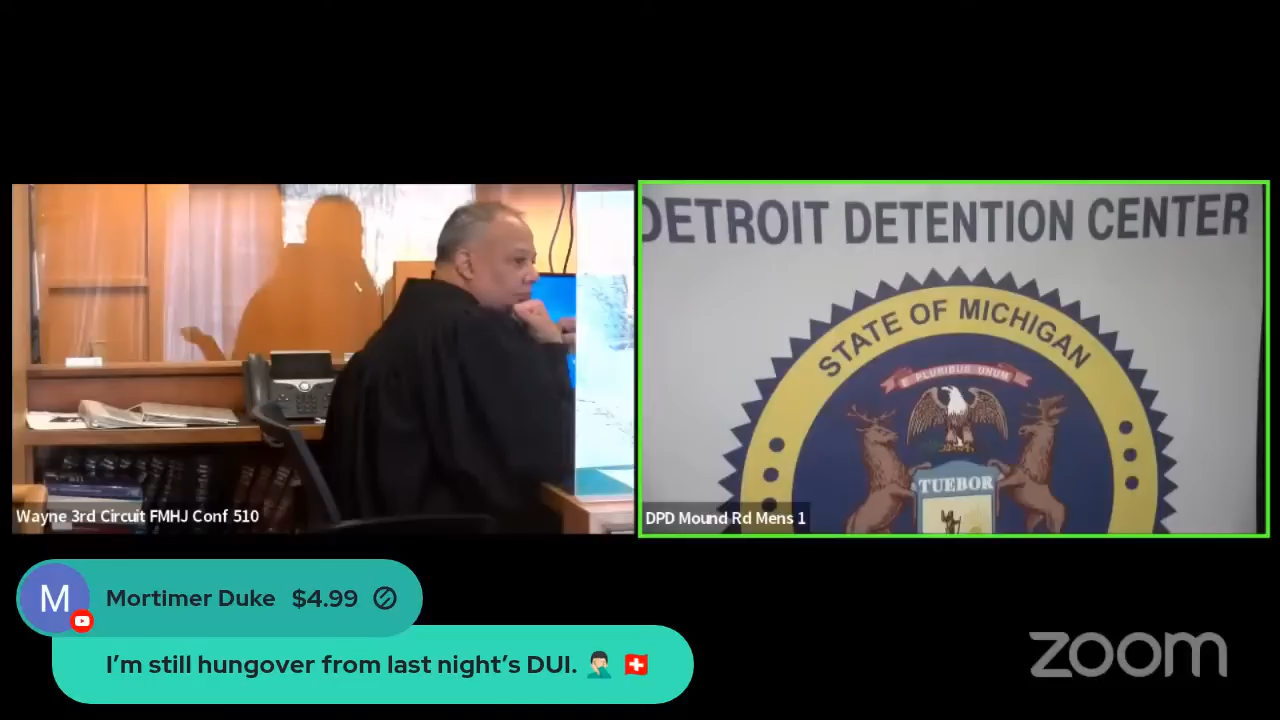 DETROIT DETENTION CENTER
STATE OF MICHIGAN
E PLURIBUS UNUM
TUEBOR
Wayne 3rd Circuit FMHJ Conf 510
DPD Mound Rd Mens 1
Mortimer Duke $4.99
I'm still hungover from last night's DUI. 🤦🏻‍♂️ 🇨🇭
zoom